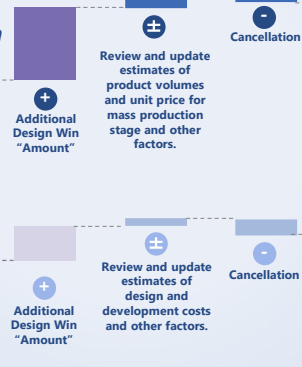 +
Additional
Design Win
“Amount”
±
Review and update
estimates of
product volumes
and unit price for
mass production
stage and other
factors.
-
Cancellation
+
Additional
Design Win
“Amount”
±
Review and update
estimates of
design and
development costs
and other factors.
-
Cancellation